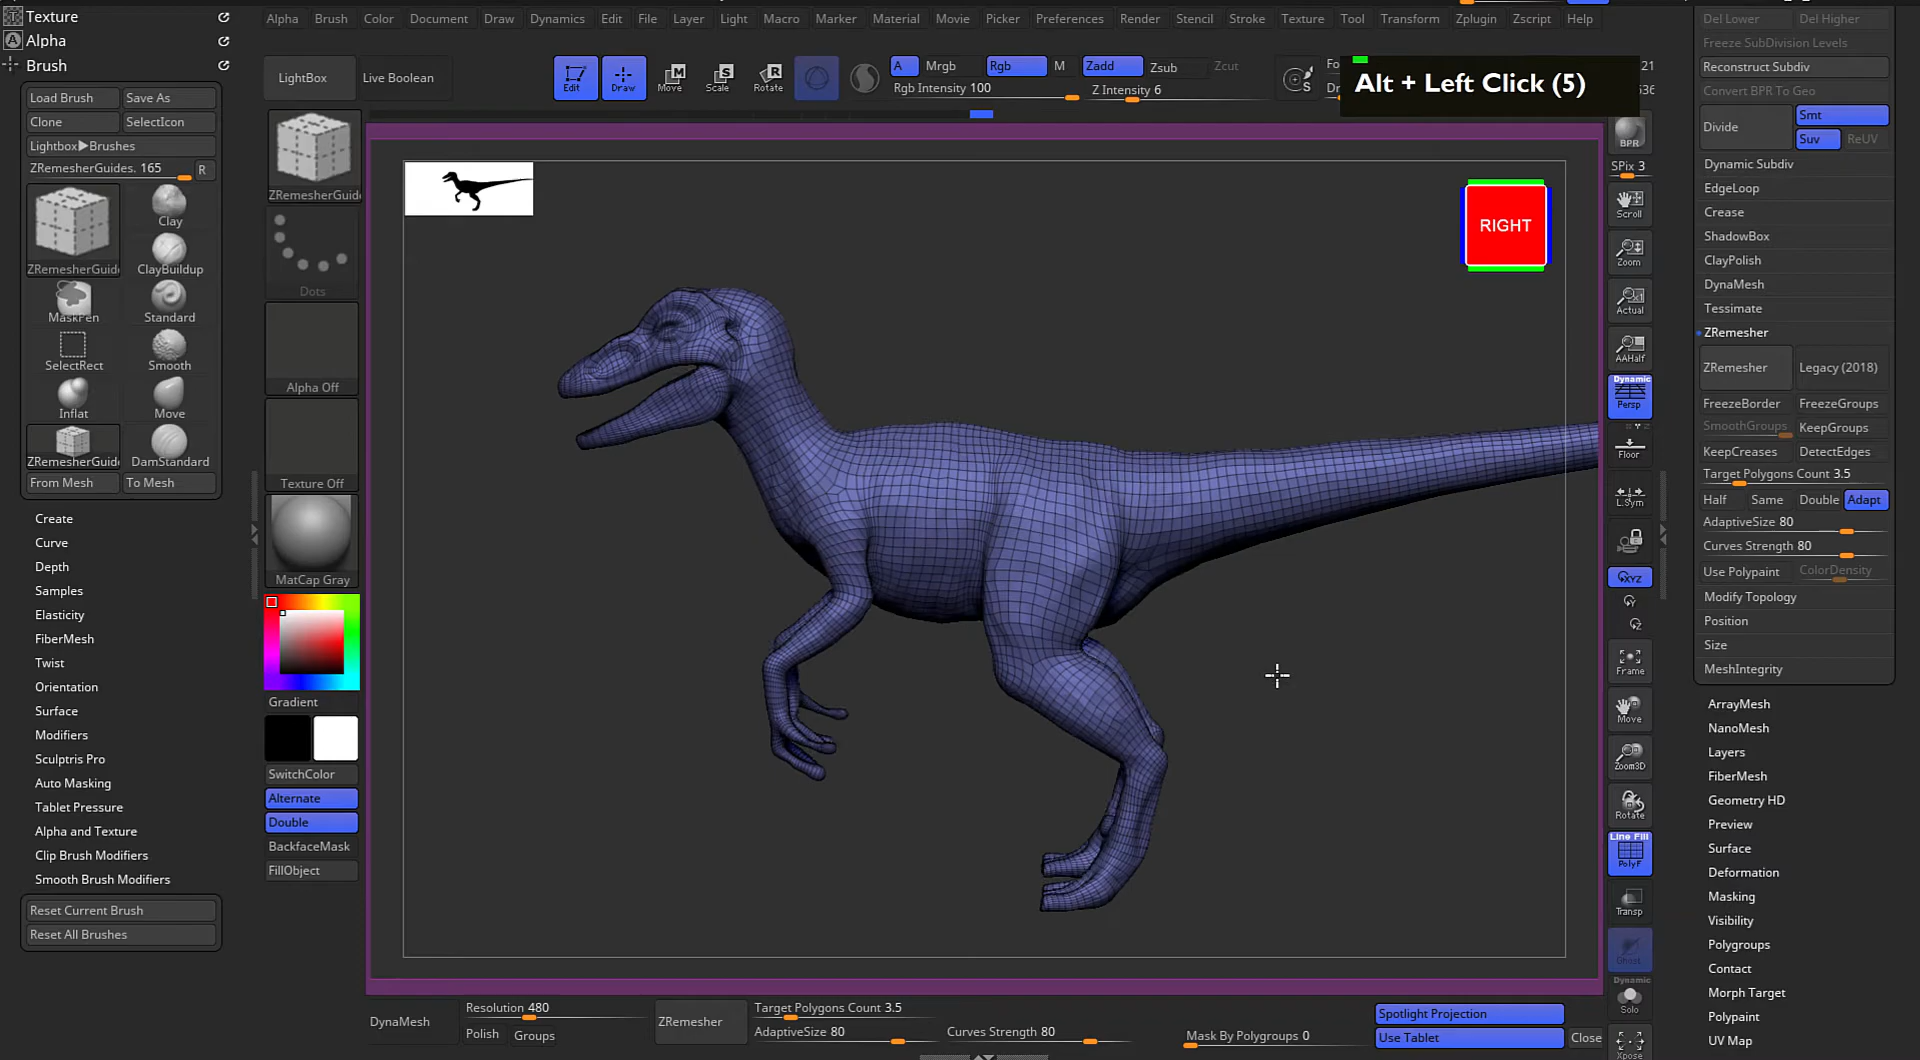 Texture
Alpha
Brush
Load Brush Save As
Clone SelectIcon
Lightbox▶Brushes
ZRemesherGuides. 165 R
ZRemesherGuid
Clay
ClayBuildup
MaskPen Standard
SelectRect Smooth
Inflat Move
ZRemesherGuid DamStandard
From Mesh To Mesh
Create
Curve
Depth
Samples
Elasticity
FiberMesh
Twist
Orientation
Surface
Modifiers
Sculptris Pro
Auto Masking
Tablet Pressure
Alpha and Texture
Clip Brush Modifiers
Smooth Brush Modifiers
Reset Current Brush
Reset All Brushes
Alpha Brush Color Document Draw Dynamics Edit File Layer Light Macro Marker Material Movie Picker Preferences Render Stencil Stroke Texture Tool Transform Zplugin Zscript Help
LightBox Live Boolean
Edit Draw Move Scale Rotate
A Mrgb Rgb M Zadd Zsub Zcut
Rgb Intensity 100 Z Intensity 6
Alt + Left Click (5)
ZRemesherGuid
Dots
Alpha Off
Texture Off
MatCap Gray
Gradient
SwitchColor
Alternate
Double
BackfaceMask
FillObject
RIGHT
BPR
SPix 3
Scroll
Zoom
Actual
AAHalf
Dynamic
Persp
Floor
L.Sym
XYZ
Y
Z
Frame
Move
Zoom3D
Rotate
Line Fill
PolyF
Transp
Ghost
Dynamic
Solo
Xpose
Del Lower Del Higher
Freeze SubDivision Levels
Reconstruct Subdiv
Convert BPR To Geo
Divide Smt
Suv ReUV
Dynamic Subdiv
EdgeLoop
Crease
ShadowBox
ClayPolish
DynaMesh
Tessimate
ZRemesher
ZRemesher Legacy (2018)
FreezeBorder FreezeGroups
SmoothGroups KeepGroups
KeepCreases DetectEdges
Target Polygons Count 3.5
Half Same Double Adapt
AdaptiveSize 80
Curves Strength 80
Use Polypaint ColorDensity
Modify Topology
Position
Size
MeshIntegrity
ArrayMesh
NanoMesh
Layers
FiberMesh
Geometry HD
Preview
Surface
Deformation
Masking
Visibility
Polygroups
Contact
Morph Target
Polypaint
UV Map
DynaMesh
Resolution 480
Polish Groups
ZRemesher
Target Polygons Count 3.5
AdaptiveSize 80 Curves Strength 80
Mask By Polygroups 0
Spotlight Projection
Use Tablet Close